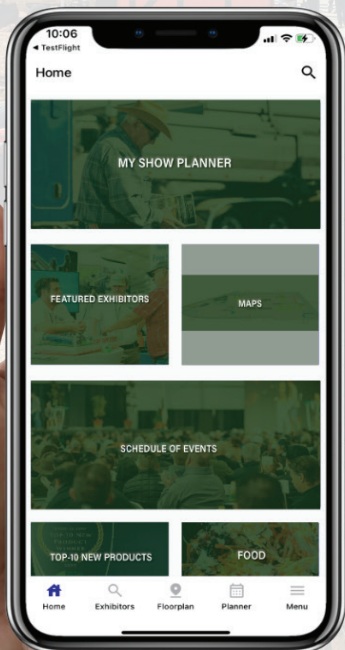 10:06
◀ TestFlight
Home
MY SHOW PLANNER
FEATURED EXHIBITORS
MAPS
SCHEDULE OF EVENTS
TOP-10 NEW PRODUCTS
FOOD
Home
Exhibitors
Floorplan
Planner
Menu